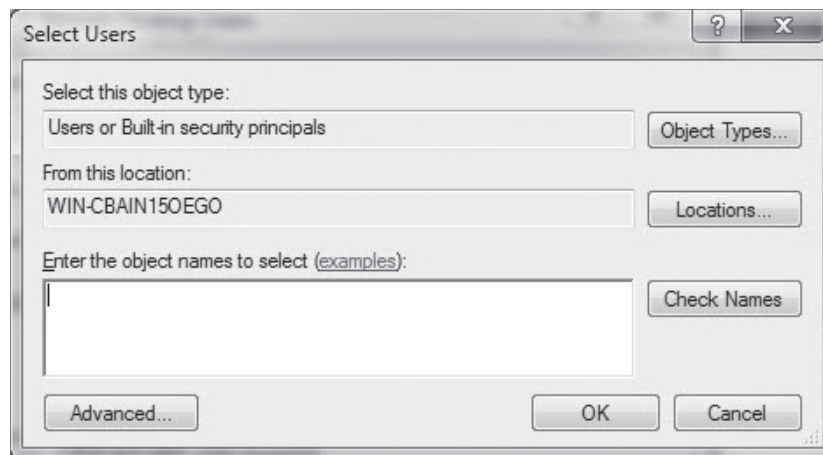 Select Users
Select this object type:
Users or Built-in security principals
Object Types...
From this location:
WIN-CBAIN15OEGO
Locations...
Enter the object names to select (examples):
Check Names
Advanced...
OK
Cancel